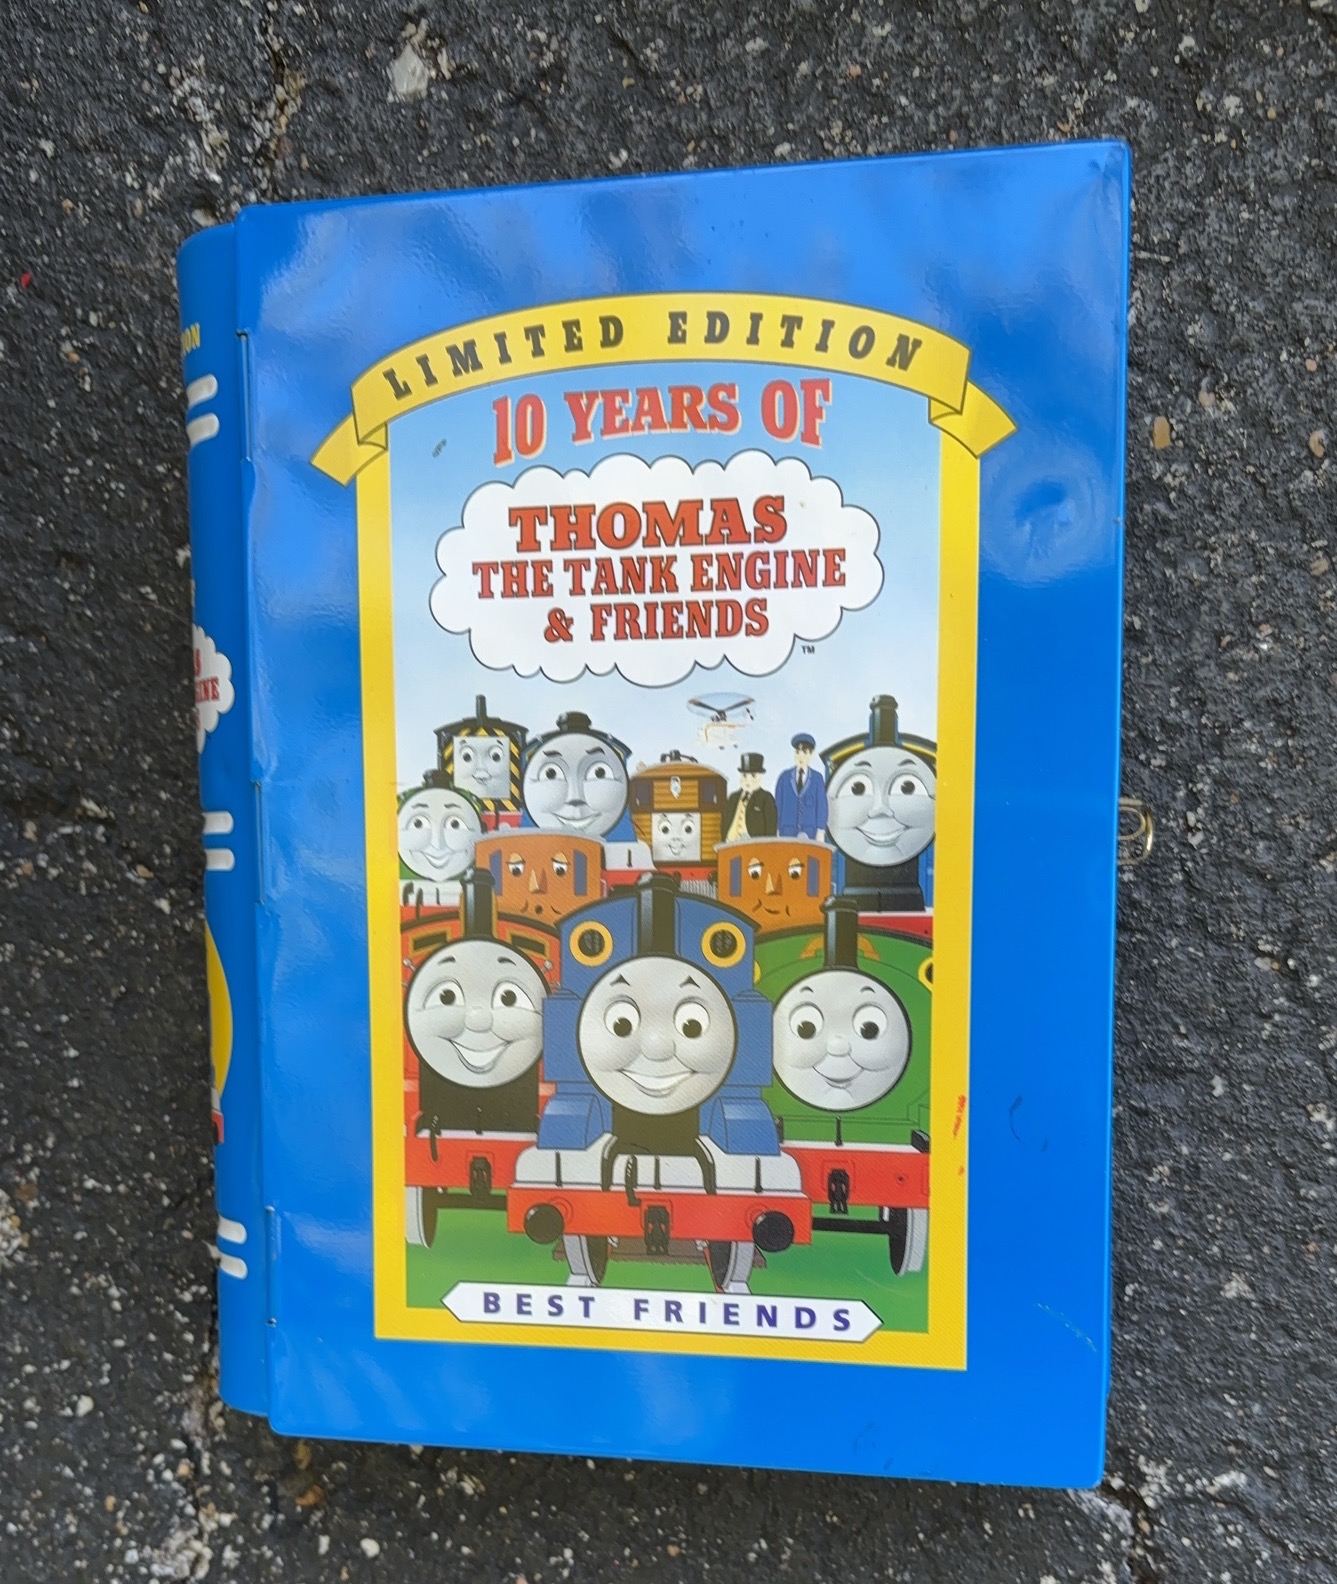 LIMITED EDITION
10 YEARS OF
THOMAS
THE TANK ENGINE
& FRIENDS
TM
BEST FRIENDS